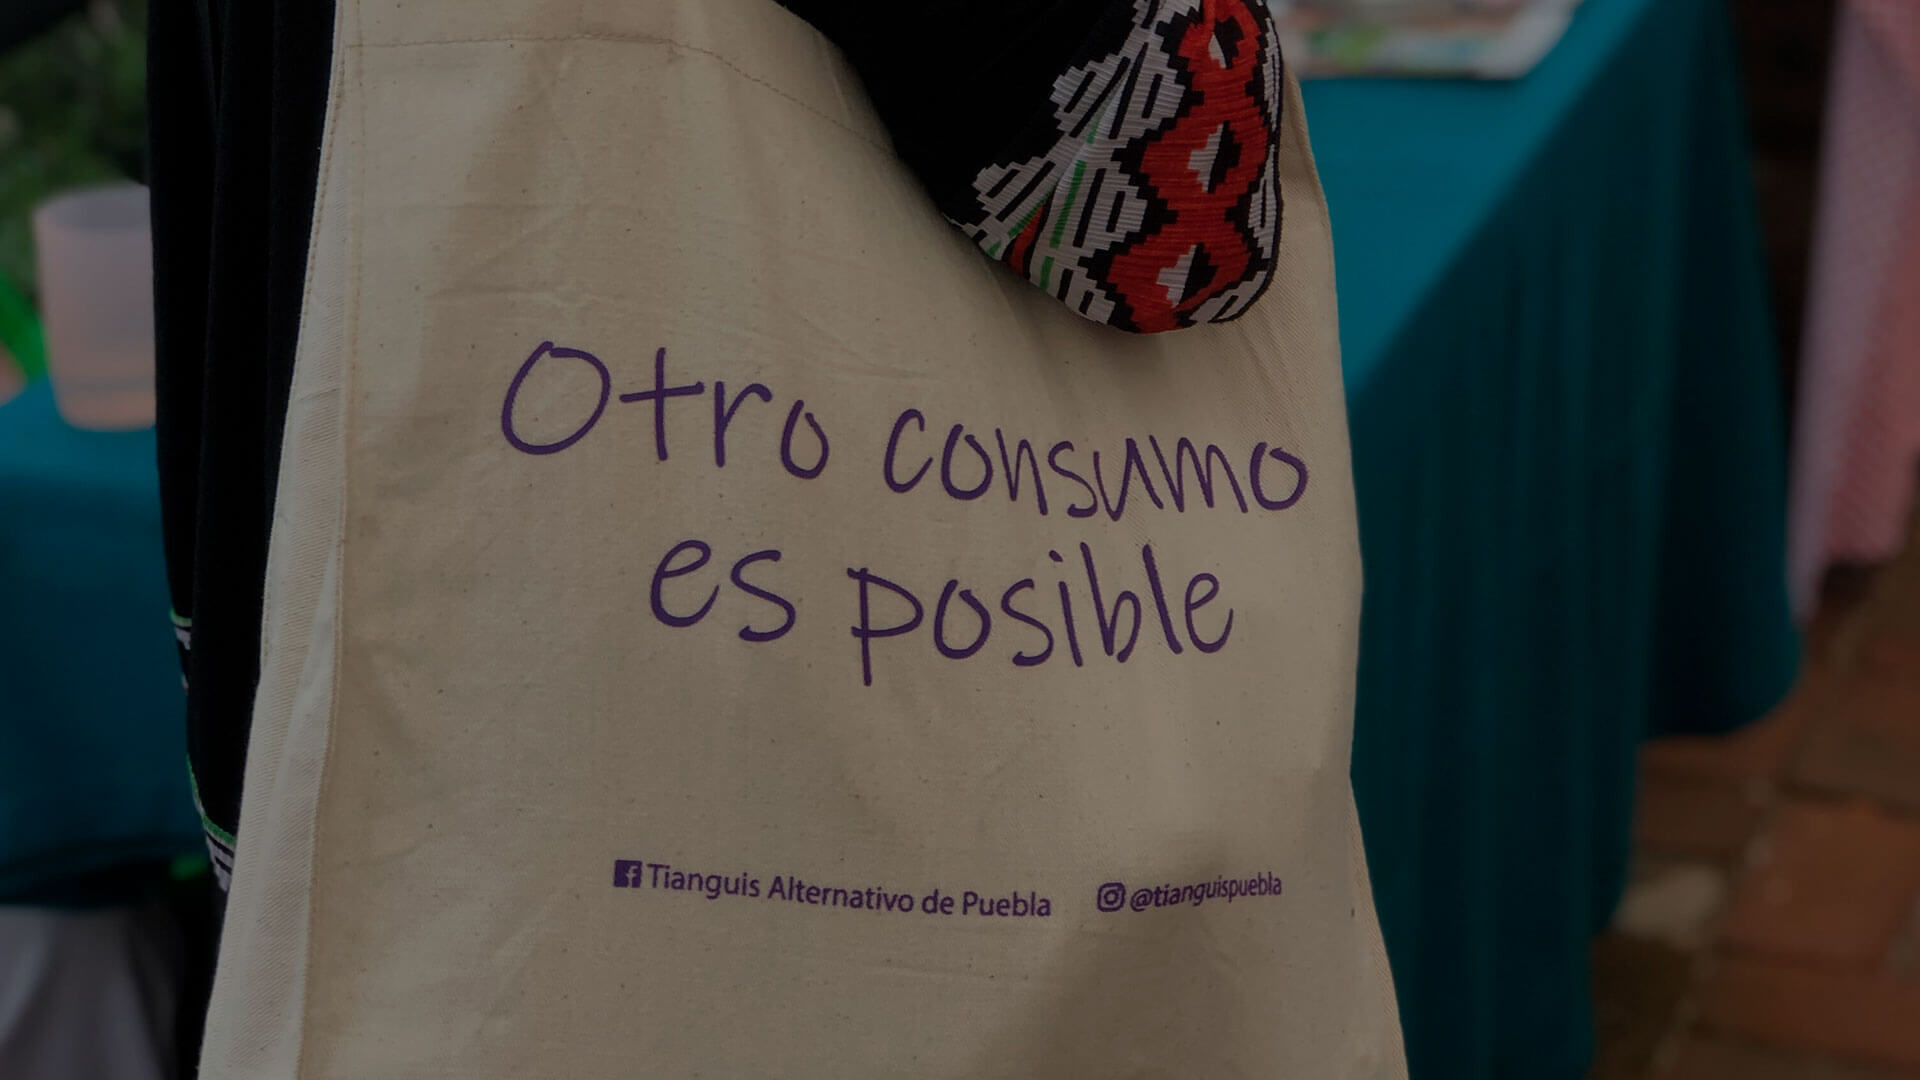 Otro consumo
es posible
Tianguis Alternativo de Puebla @tianguispuebla